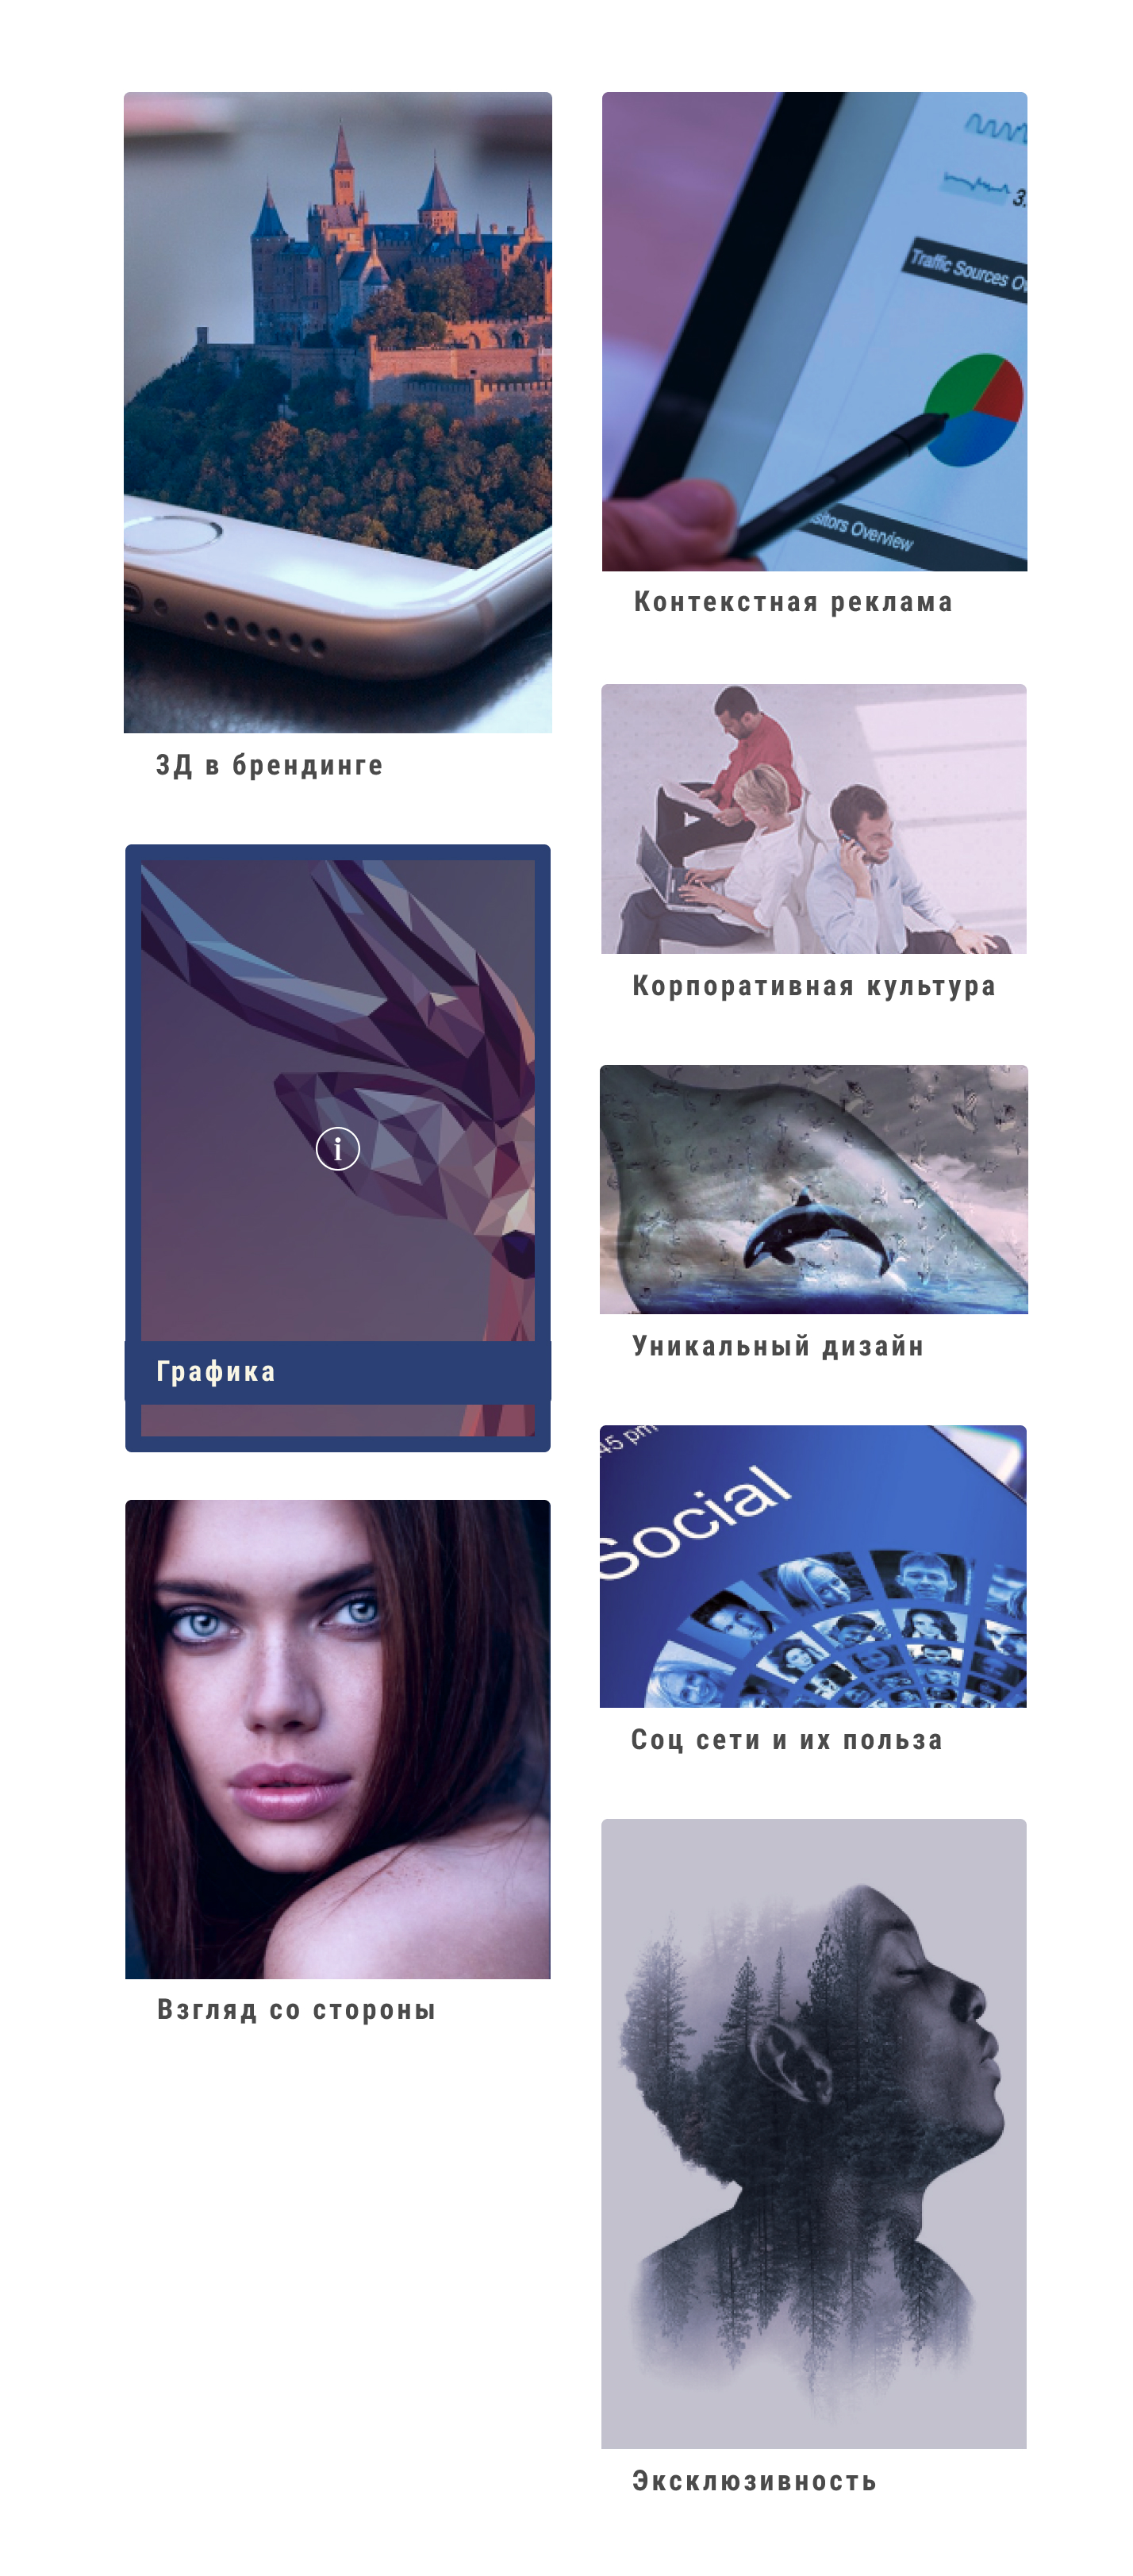 3.
Traffic Sources
sitors Overview
3Д в брендинге
i
Графика
Взгляд со стороны
Контекстная реклама
Корпоративная культура
Уникальный дизайн
45 pm
Social
Соц сети и их польза
Эксклюзивность